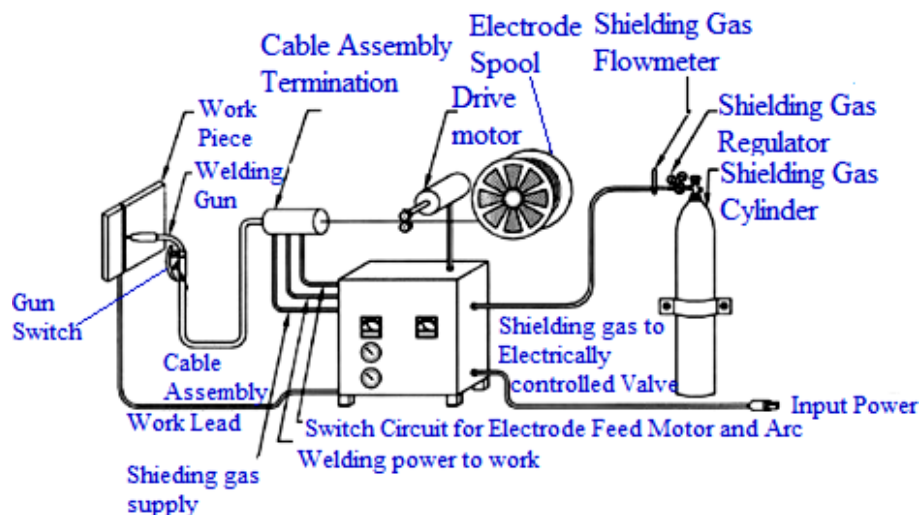 Cable Assembly
Termination
Electrode
Spool
Shielding Gas
Flowmeter
Drive
motor
Work
Piece
Welding
Gun
Shielding Gas
Regulator
Shielding Gas
Cylinder
Gun
Switch
Cable
Assembly
Work Lead
Shielding gas to
Electrically
controlled Valve
Input Power
Switch Circuit for Electrode Feed Motor and Arc
Welding power to work
Shieding gas
supply